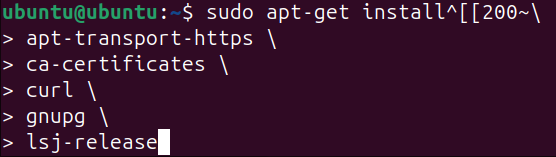 ubuntu@ubuntu:~$ sudo apt-get install^[[200~\
> apt-transport-https \
> ca-certificates \
> curl \
> gnupg \
> lsj-release